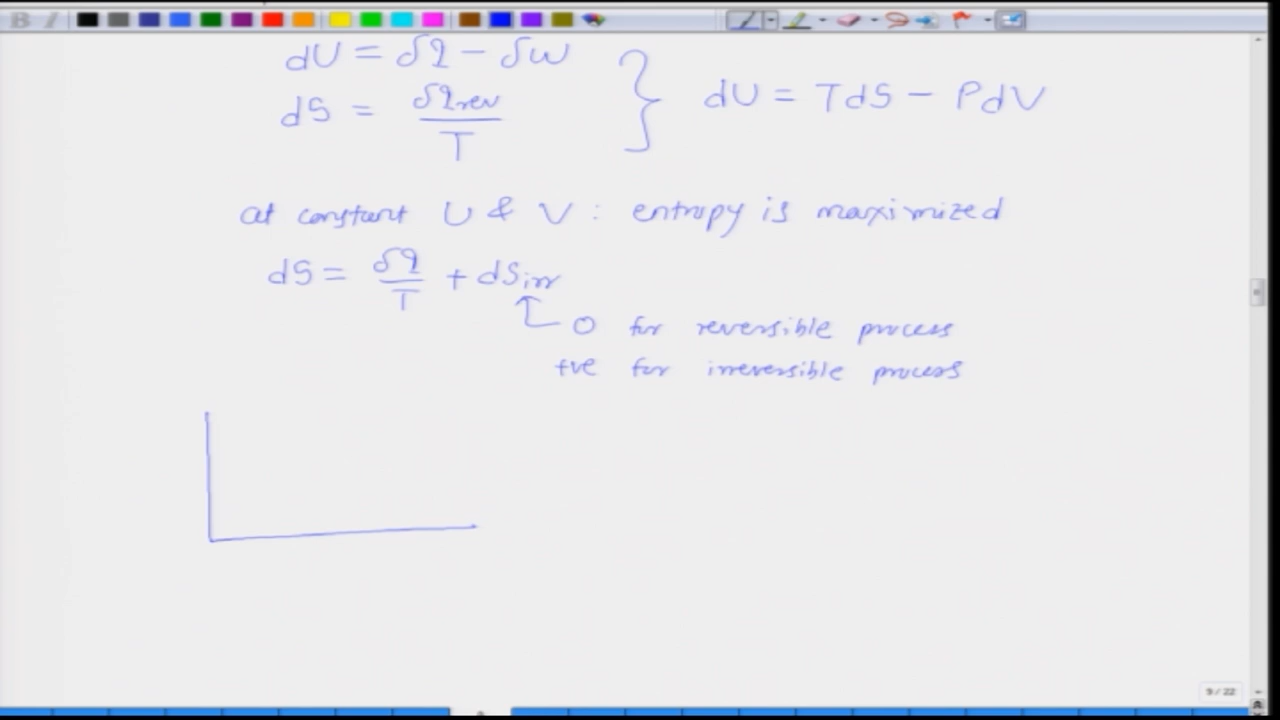 B I
dU = δq - δw
dS = δqrev / T } dU = TdS - PdV
at constant U & V : entropy is maximized
dS = δq / T + dSirr
0 for reversible process
+ve for irreversible process
9 / 22